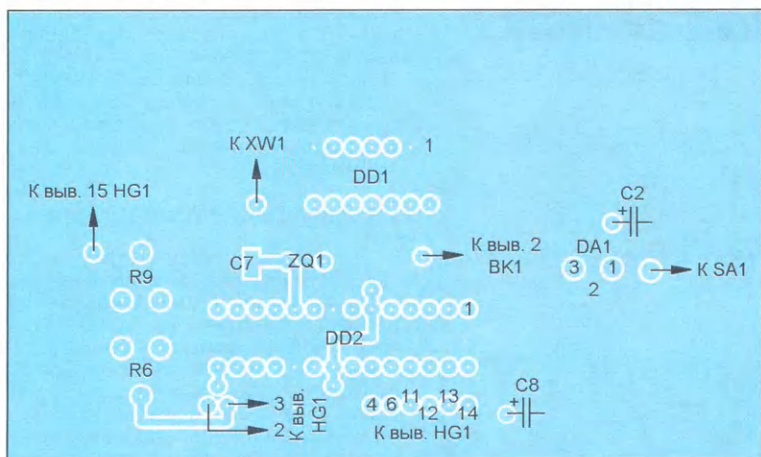 К XW1
1
DD1
К выв. 15 HG1
C2
+
C7
ZQ1
К выв. 2
BK1
DA1
3
1
2
К SA1
R9
1
DD2
R6
3
2
К выв.
HG1
4 6 11 12 13 14
К выв. HG1
C8
+